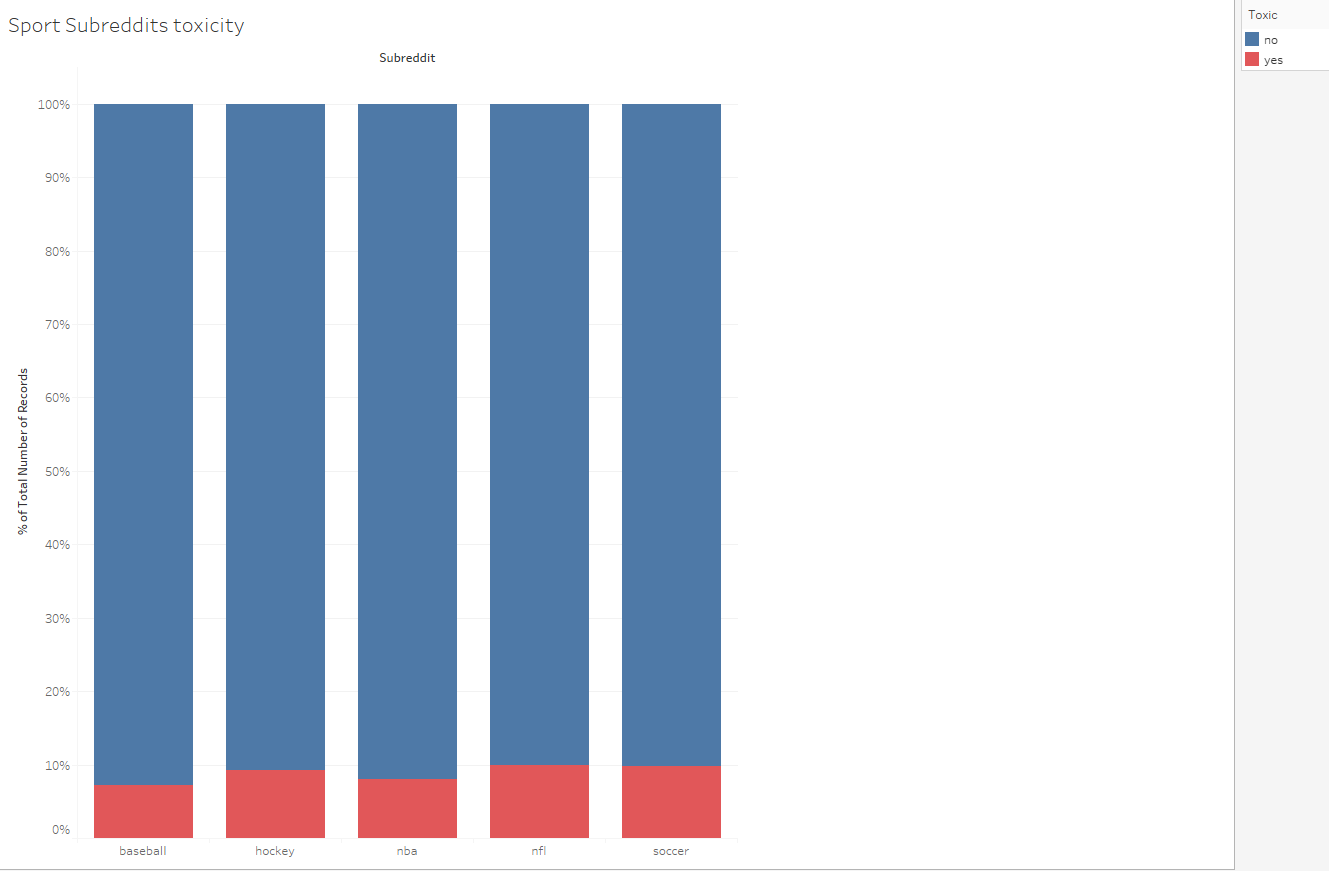 Sport Subreddits toxicity
Subreddit
100%
90%
80%
70%
60%
50%
40%
30%
20%
10%
0%
% of Total Number of Records
baseball hockey nba nfl soccer
Toxic
no
yes